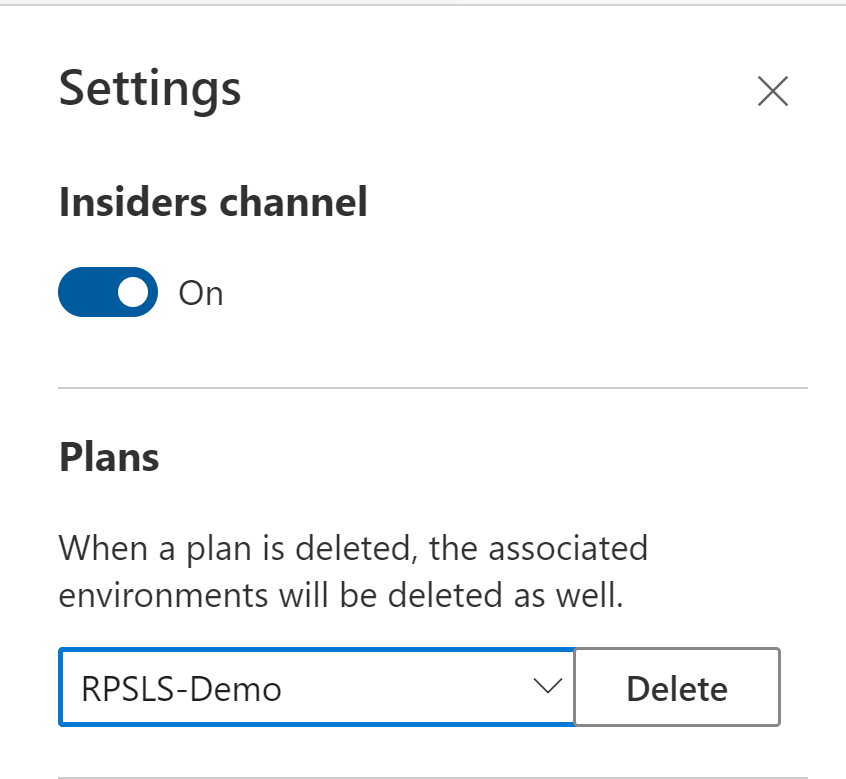 Settings
Insiders channel
On
Plans
When a plan is deleted, the associated
environments will be deleted as well.
RPSLS-Demo
Delete